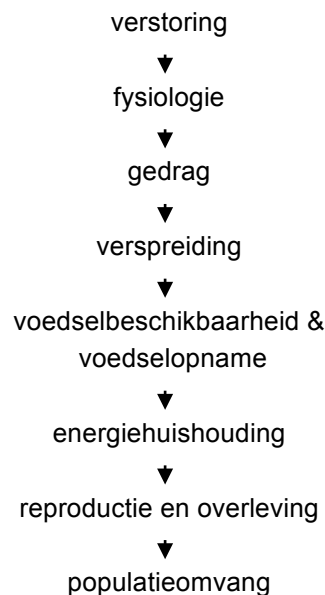 verstoring
fysiologie
gedrag
verspreiding
voedselbeschikbaarheid &
voedselopname
energiehuishouding
reproductie en overleving
populatieomvang